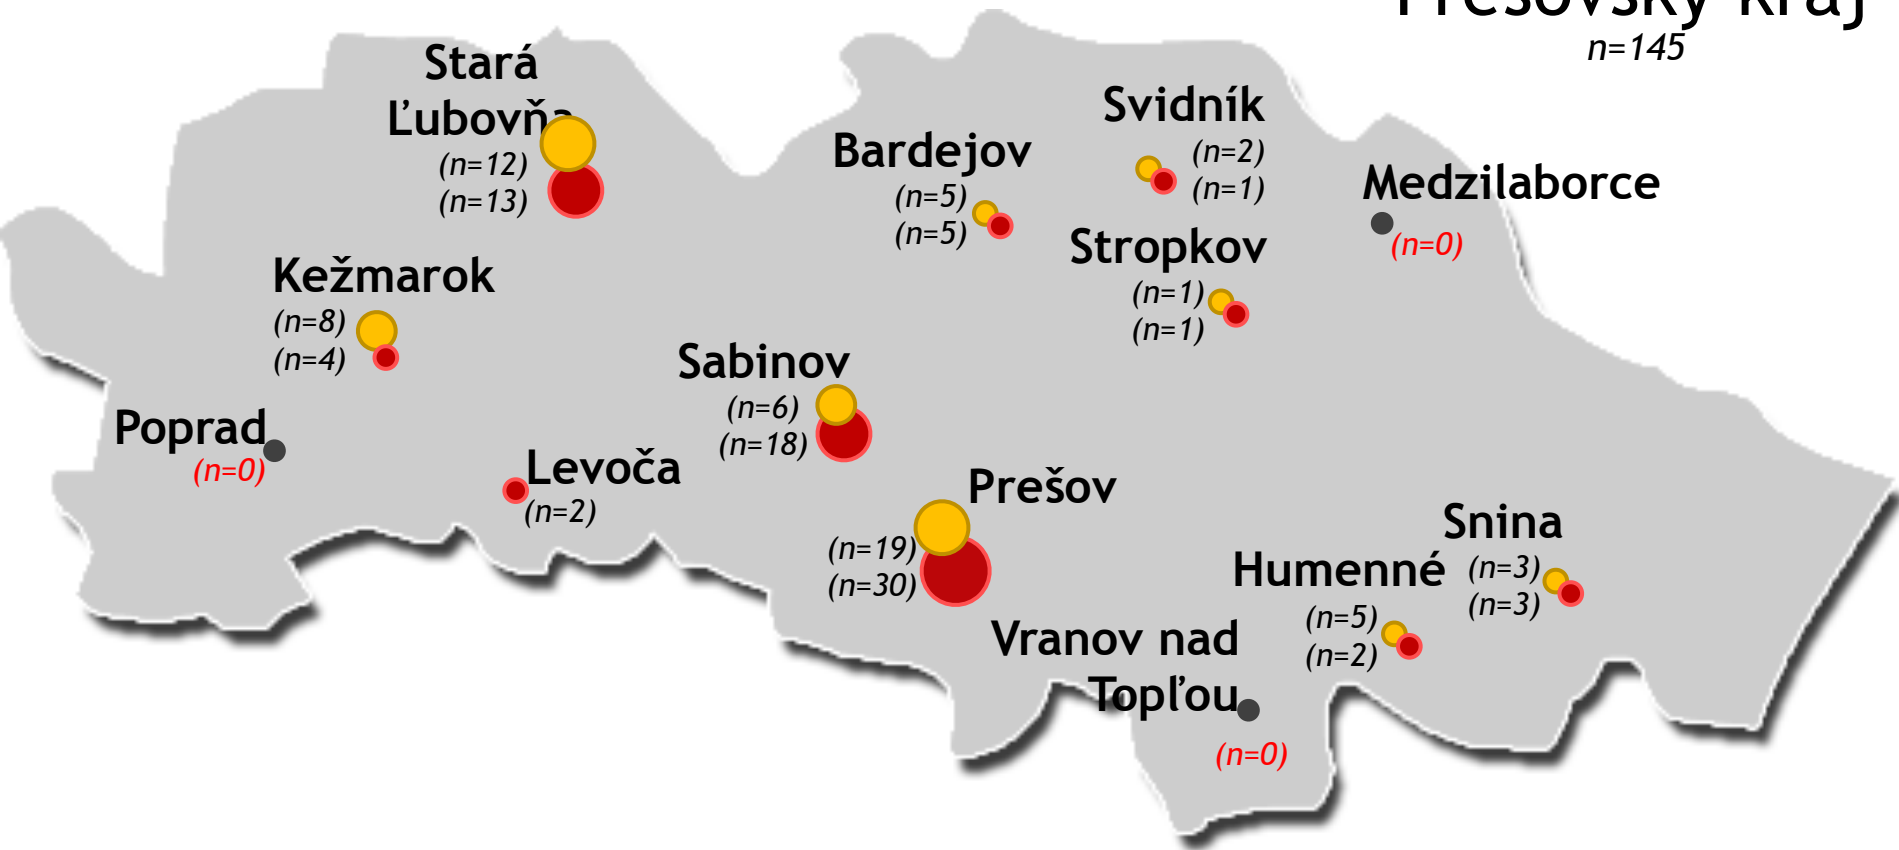 Prešovský kraj
n=145
Stará
Ľubovňa
(n=12)
(n=13)
Svidník
(n=2)
(n=1)
Bardejov
(n=5)
(n=5)
Medzilaborce
(n=0)
Stropkov
(n=1)
(n=1)
Kežmarok
(n=8)
(n=4)
Sabinov
(n=6)
(n=18)
Poprad
(n=0)
Levoča
(n=2)
Prešov
(n=19)
(n=30)
Snina
(n=3)
(n=3)
Humenné
(n=5)
(n=2)
Vranov nad
Topľou
(n=0)